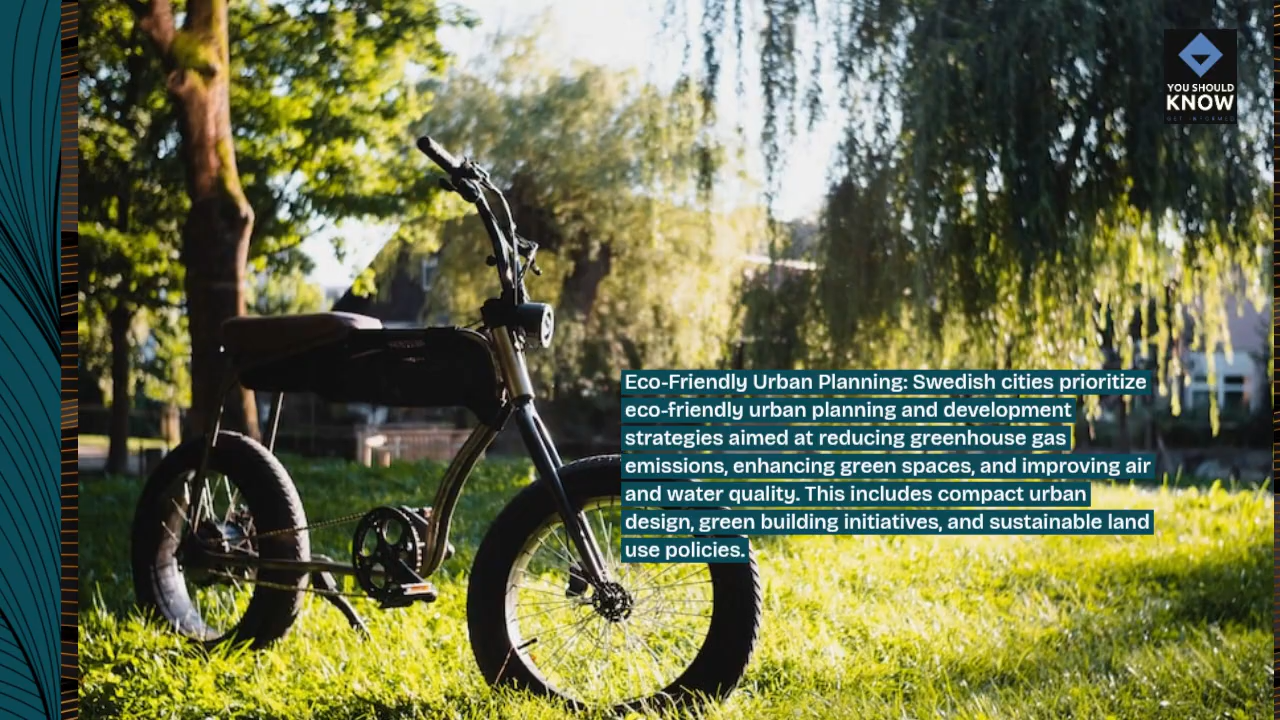 YOU SHOULD
KNOW
GET INFORMED
Eco-Friendly Urban Planning: Swedish cities prioritize
eco-friendly urban planning and development
strategies aimed at reducing greenhouse gas
emissions, enhancing green spaces, and improving air
and water quality. This includes compact urban
design, green building initiatives, and sustainable land
use policies.